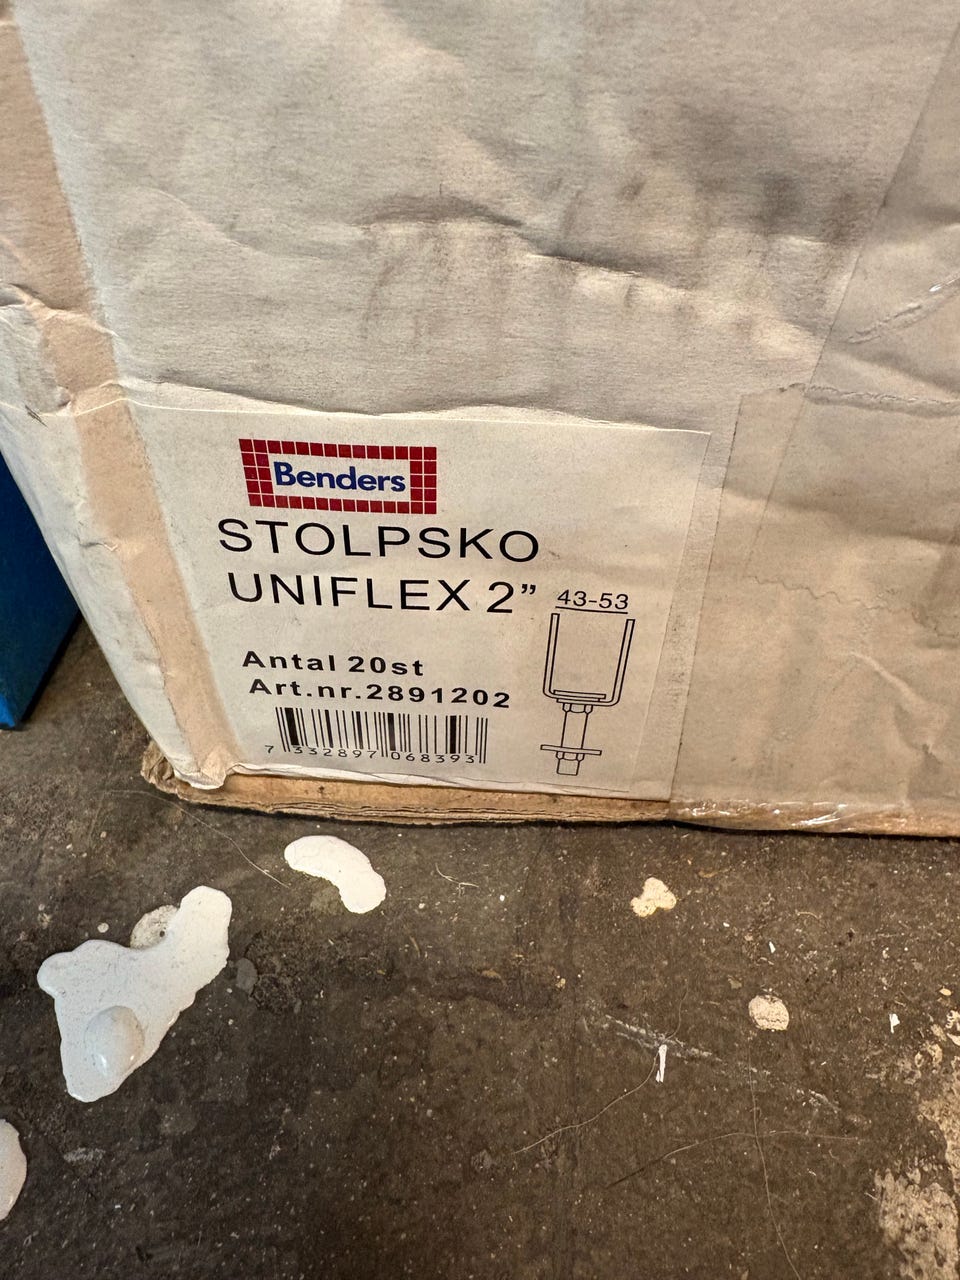 Benders
STOLPSKO
UNIFLEX 2”
43-53
Antal 20st
Art.nr.2891202
7 332897 068393